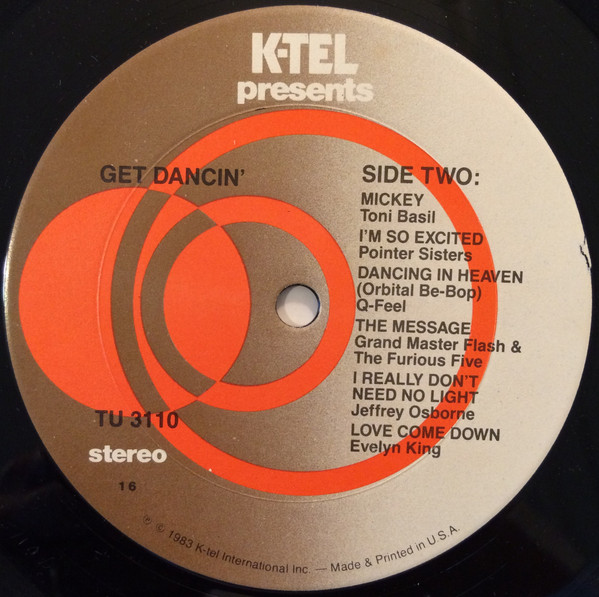 K-TEL
presents
GET DANCIN'
SIDE TWO:
MICKEY
Toni Basil
I'M SO EXCITED
Pointer Sisters
DANCING IN HEAVEN
(Orbital Be-Bop)
Q-Feel
THE MESSAGE
Grand Master Flash &
The Furious Five
I REALLY DON'T
NEED NO LIGHT
Jeffrey Osborne
LOVE COME DOWN
Evelyn King
TU 3110
stereo
16
℗ © 1983 K-tel International Inc. — Made & Printed in U.S.A.